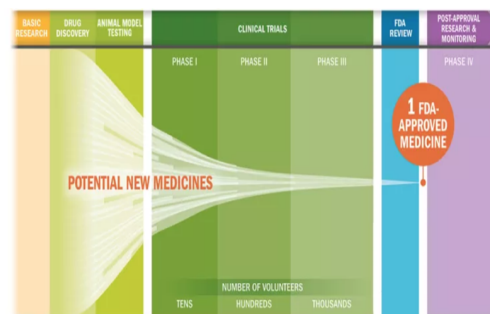 BASIC
RESEARCH
DRUG
DISCOVERY
ANIMAL MODEL
TESTING
CLINICAL TRIALS
FDA
REVIEW
POST-APPROVAL
RESEARCH &
MONITORING
PHASE I
PHASE II
PHASE III
PHASE IV
1 FDA-
APPROVED
MEDICINE
POTENTIAL NEW MEDICINES
NUMBER OF VOLUNTEERS
TENS
HUNDREDS
THOUSANDS